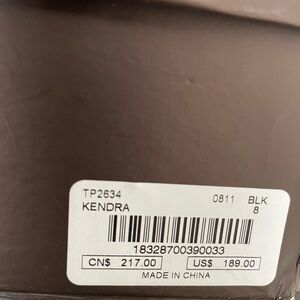 TP2634 0811 BLK
KENDRA 8
18328700390033
CN$ 217.00 US$ 189.00
MADE IN CHINA